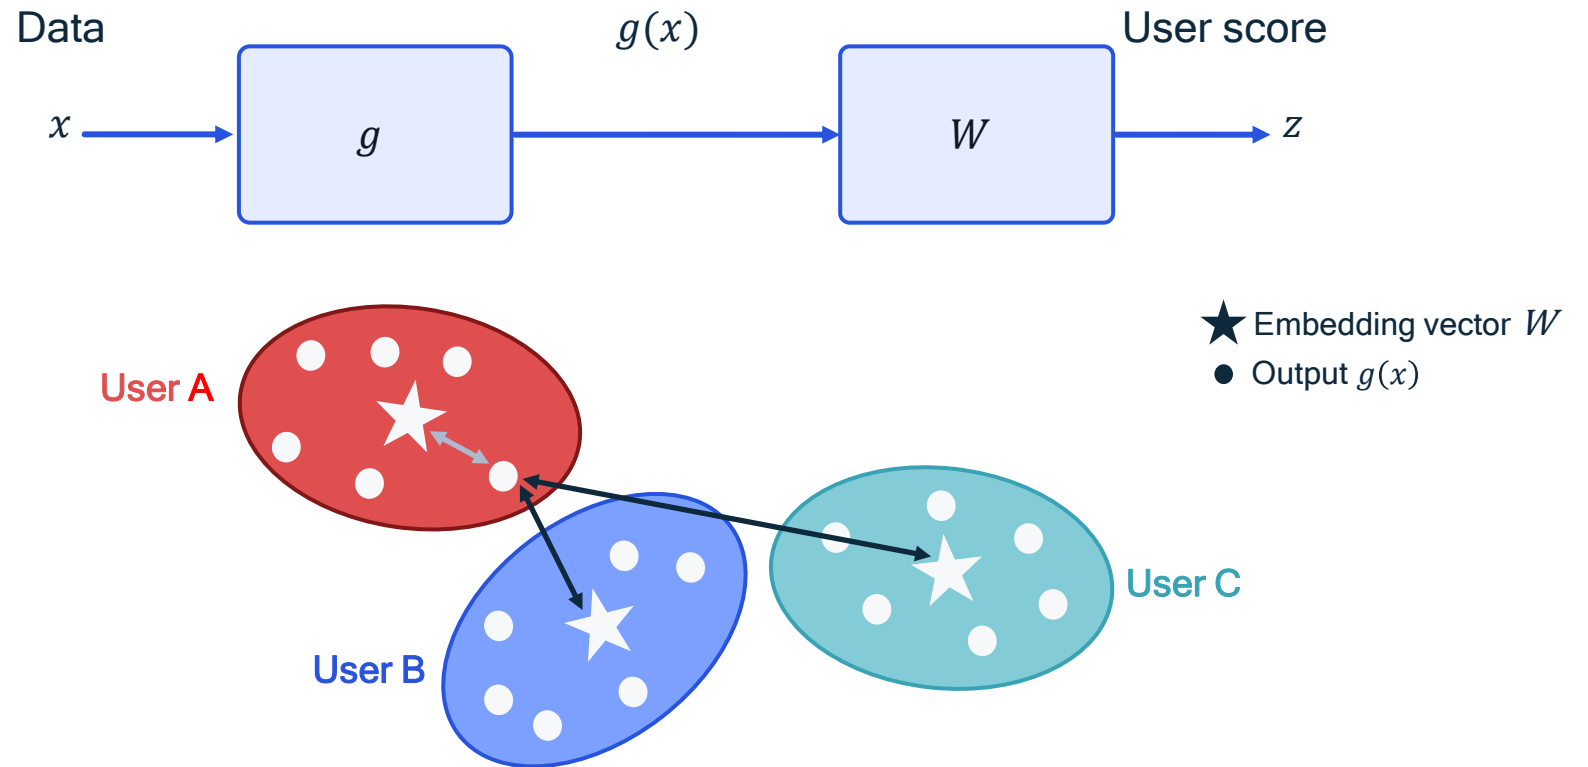 Data
g(x)
User score
x
g
W
z
Embedding vector W
Output g(x)
User A
User C
User B